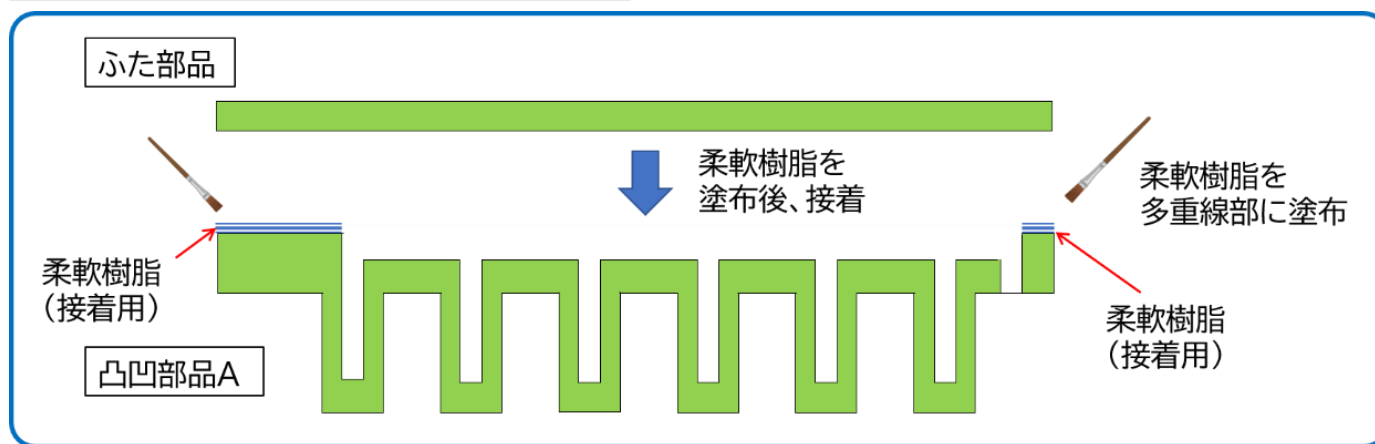 ふた部品
柔軟樹脂を
塗布後、接着
柔軟樹脂を
多重線部に塗布
柔軟樹脂
（接着用）
柔軟樹脂
（接着用）
凸凹部品A